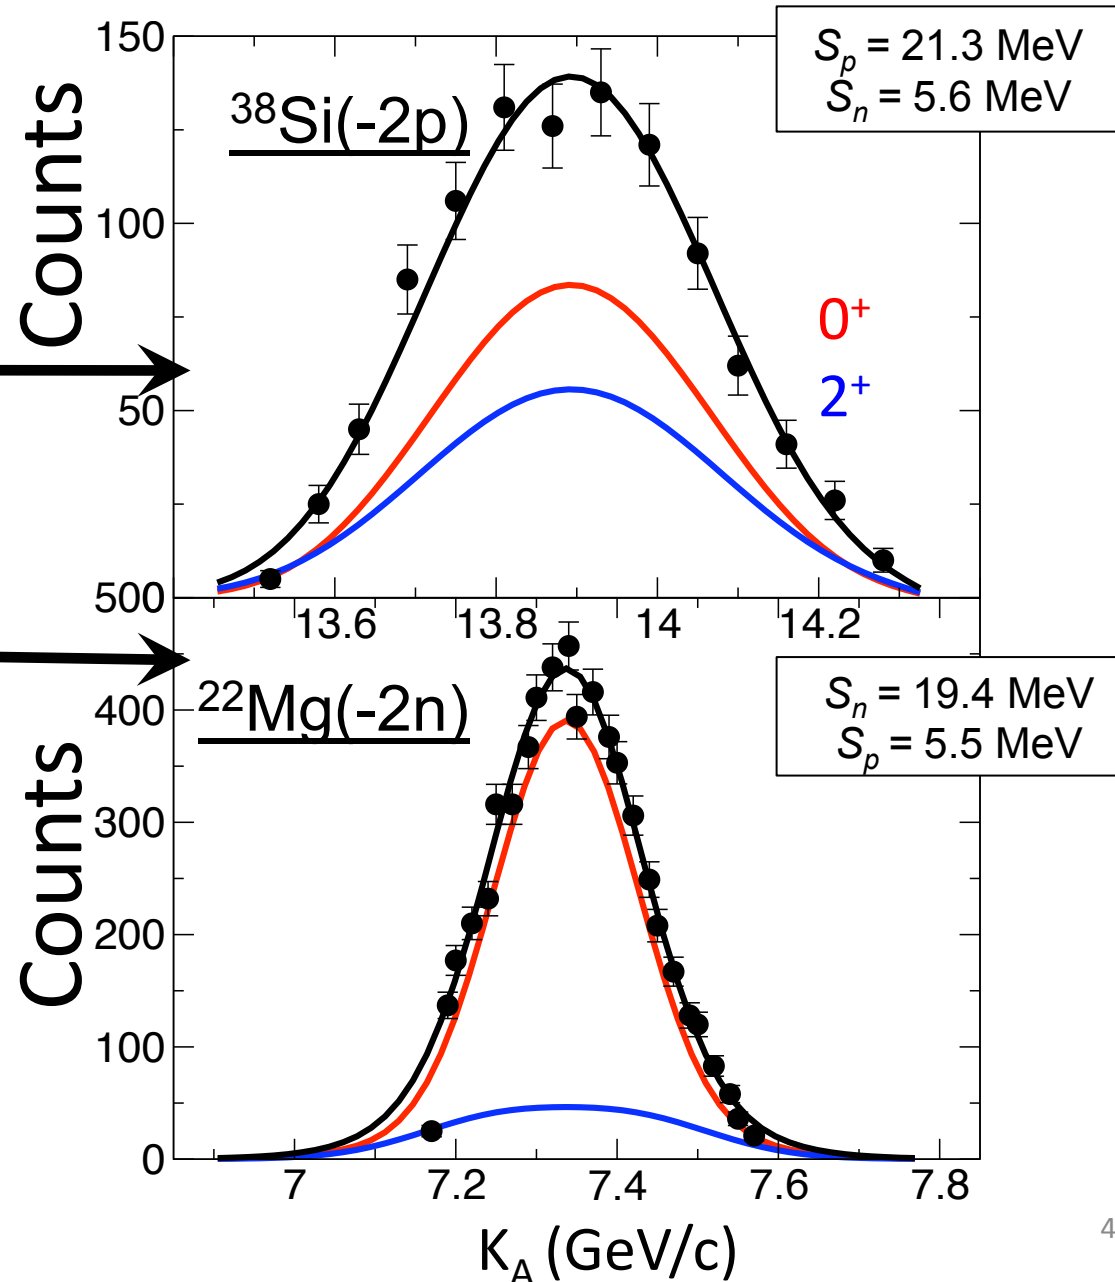 150
S_p = 21.3 MeV
S_n = 5.6 MeV
³⁸Si(-2p)
Counts
100
0⁺
2⁺
50
500
13.6 13.8 14 14.2
S_n = 19.4 MeV
S_p = 5.5 MeV
²²Mg(-2n)
400
Counts
300
200
100
0
7 7.2 7.4 7.6 7.8
K_A (GeV/c)
4